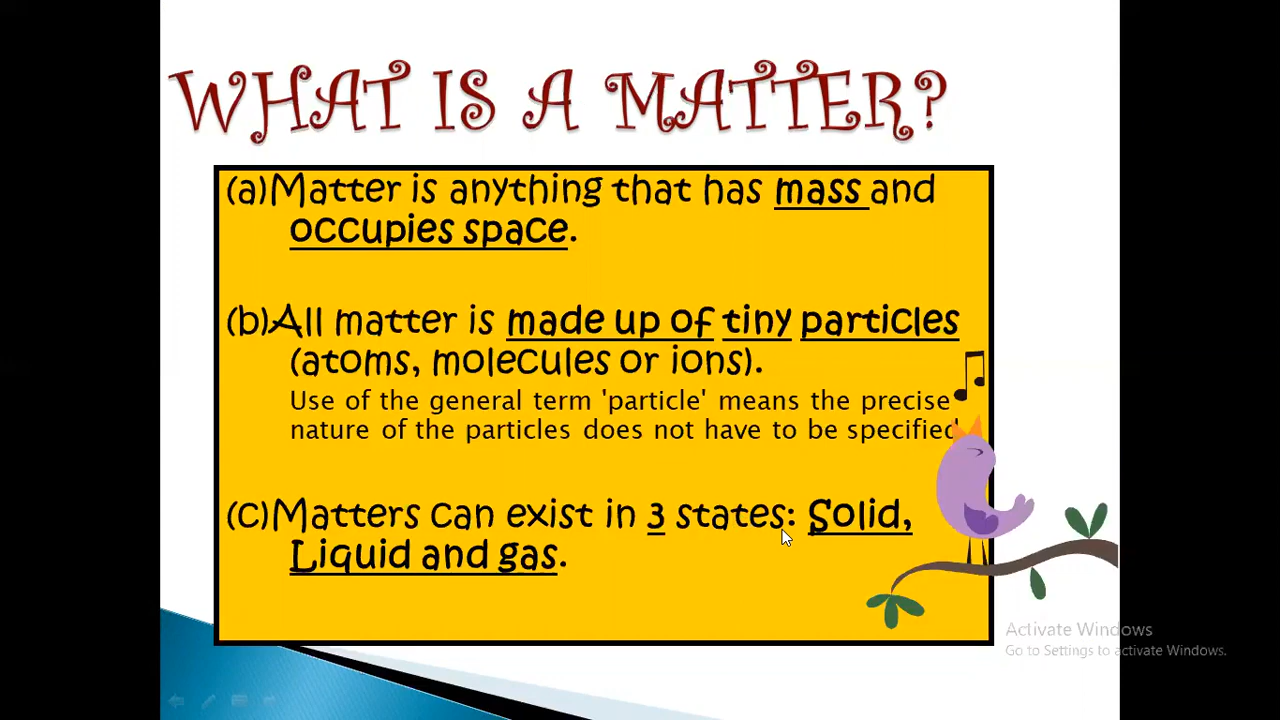 WHAT IS A MATTER?
(a)Matter is anything that has mass and
occupies space.
(b)All matter is made up of tiny particles
(atoms, molecules or ions).
Use of the general term 'particle' means the precise
nature of the particles does not have to be specified
(c)Matters can exist in 3 states: Solid,
Liquid and gas.
Activate Windows
Go to Settings to activate Windows.